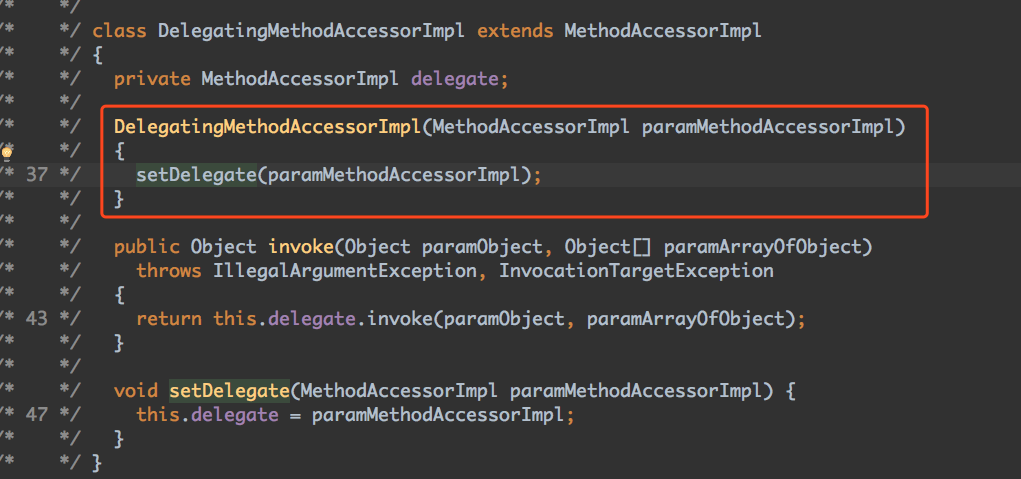 /*    */
/*    */ class DelegatingMethodAccessorImpl extends MethodAccessorImpl
/*    */ {
/*    */   private MethodAccessorImpl delegate;
/*    */
/*    */   DelegatingMethodAccessorImpl(MethodAccessorImpl paramMethodAccessorImpl)
/*    */   {
/* 37 */     setDelegate(paramMethodAccessorImpl);
/*    */   }
/*    */
/*    */   public Object invoke(Object paramObject, Object[] paramArrayOfObject)
/*    */     throws IllegalArgumentException, InvocationTargetException
/*    */   {
/* 43 */     return this.delegate.invoke(paramObject, paramArrayOfObject);
/*    */   }
/*    */
/*    */   void setDelegate(MethodAccessorImpl paramMethodAccessorImpl) {
/* 47 */     this.delegate = paramMethodAccessorImpl;
/*    */   }
/*    */ }